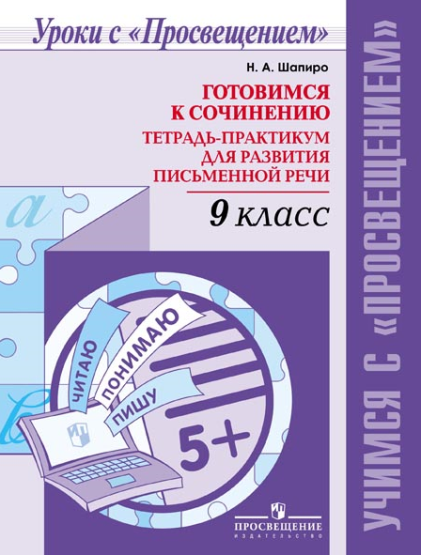 Уроки с «Просвещением»
Н. А. Шапиро
ГОТОВИМСЯ
К СОЧИНЕНИЮ
ТЕТРАДЬ-ПРАКТИКУМ
ДЛЯ РАЗВИТИЯ
ПИСЬМЕННОЙ РЕЧИ
9 класс
УЧИМСЯ С «ПРОСВЕЩЕНИЕМ»
а
в
ЧИТАЮ
ПОНИМАЮ
ПИШУ
5+
ПРОСВЕЩЕНИЕ
ИЗДАТЕЛЬСТВО